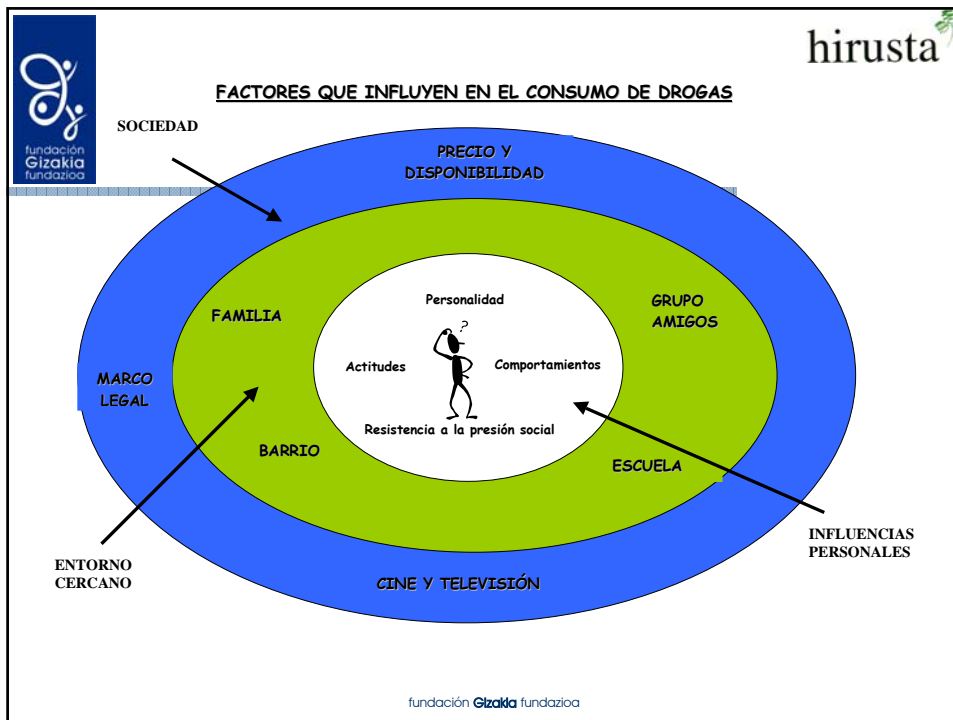 fundación
Gizakia
fundazioa
hirusta
FACTORES QUE INFLUYEN EN EL CONSUMO DE DROGAS
SOCIEDAD
PRECIO Y
DISPONIBILIDAD
FAMILIA
GRUPO
AMIGOS
Personalidad
?
Actitudes
Comportamientos
MARCO
LEGAL
Resistencia a la presión social
BARRIO
ESCUELA
INFLUENCIAS
PERSONALES
ENTORNO
CERCANO
CINE Y TELEVISIÓN
fundación Gizakia fundazioa